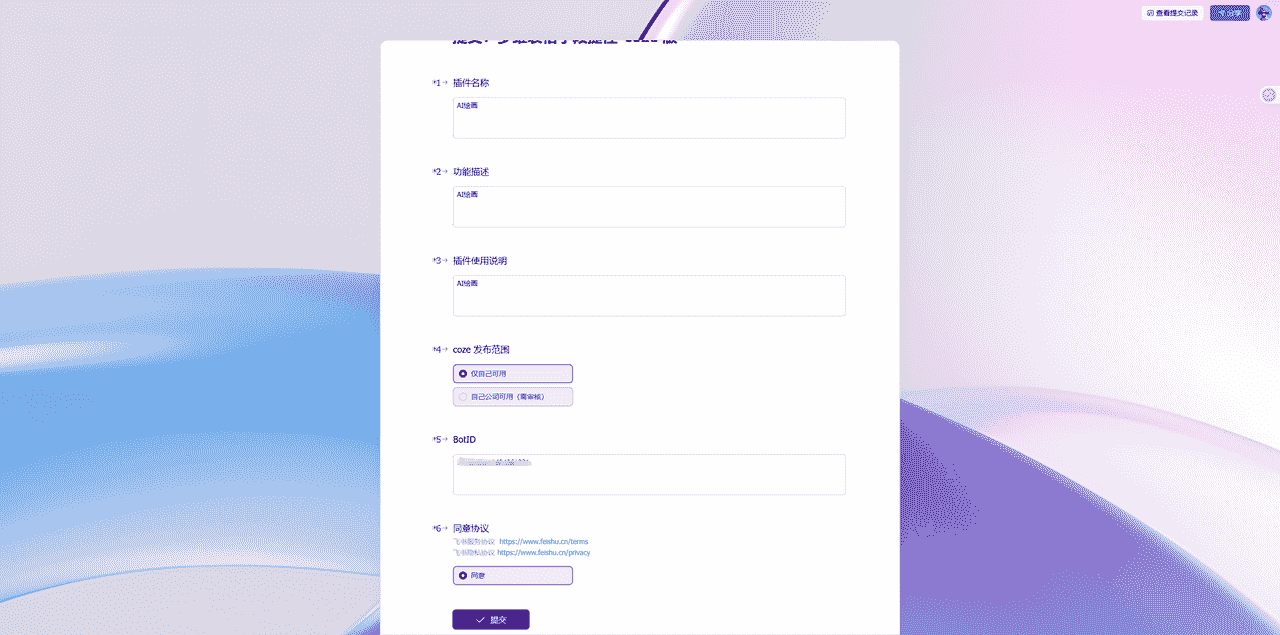 查看提交记录
分享
*1→ 插件名称
AI绘画
*2→ 功能描述
AI绘画
*3→ 插件使用说明
AI绘画
*4→ coze 发布范围
仅自己可用
自己公司可用（需审核）
*5→ BotID
*6→ 同意协议
飞书服务协议 https://www.feishu.cn/terms
飞书隐私协议 https://www.feishu.cn/privacy
同意
提交